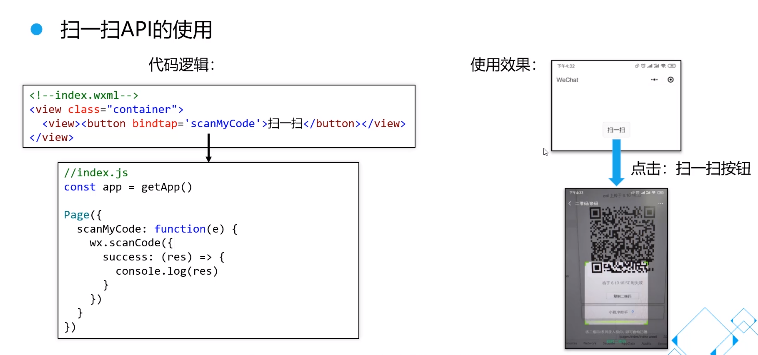 扫一扫API的使用
代码逻辑：
<!--index.wxml-->
<view class="container">
<view><button bindtap='scanMyCode'>扫一扫</button></view>
</view>
//index.js
const app = getApp()
Page({
scanMyCode: function(e) {
wx.scanCode({
success: (res) => {
console.log(res)
}
})
}
})
使用效果：
下午4:32
WeChat
扫一扫
点击：扫一扫按钮